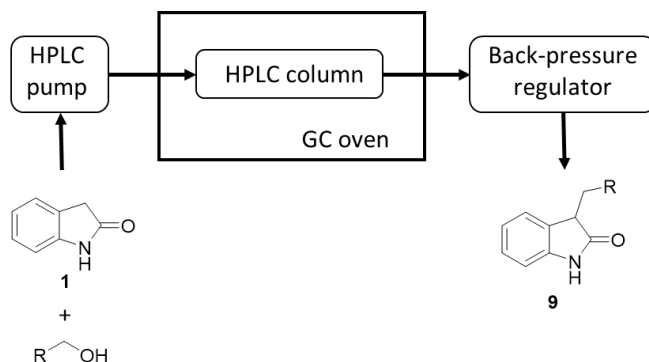 HPLC
pump
HPLC column
GC oven
Back-pressure
regulator
O
N
H
1
+
R
OH
R
O
N
H
9